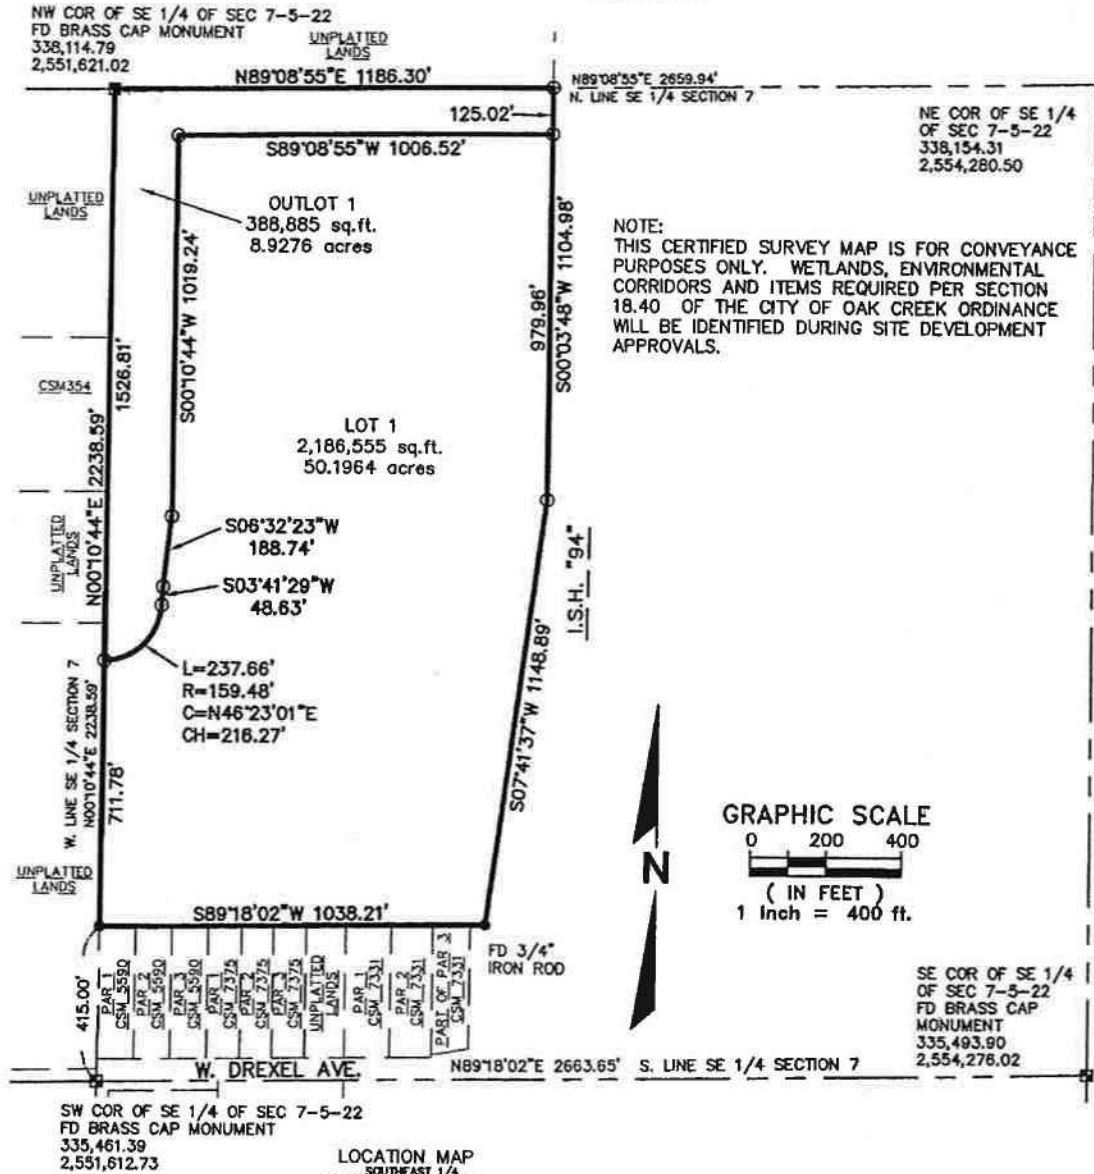 NW COR OF SE 1/4 OF SEC 7-5-22
FD BRASS CAP MONUMENT
338,114.79
2,551,621.02
UNPLATTED
LANDS
N89°08'55"E 1186.30'
N89°08'55"E 2659.94'
N. LINE SE 1/4 SECTION 7
125.02'
NE COR OF SE 1/4
OF SEC 7-5-22
338,154.31
2,554,280.50
S89°08'55"W 1006.52'
UNPLATTED
LANDS
OUTLOT 1
388,885 sq.ft.
8.9276 acres
NOTE:
THIS CERTIFIED SURVEY MAP IS FOR CONVEYANCE
PURPOSES ONLY. WETLANDS, ENVIRONMENTAL
CORRIDORS AND ITEMS REQUIRED PER SECTION
18.40 OF THE CITY OF OAK CREEK ORDINANCE
WILL BE IDENTIFIED DURING SITE DEVELOPMENT
APPROVALS.
S00°10'44"W 1019.24'
979.96'
S00°03'48"W 1104.98'
1526.81'
CSM354
N00°10'44"E 2238.59'
LOT 1
2,186,555 sq.ft.
50.1964 acres
UNPLATTED
LANDS
S06°32'23"W
188.74'
S03°41'29"W
48.63'
I.S.H. "94"
S07°41'37"W 1148.89'
L=237.66'
R=159.48'
C=N46°23'01"E
CH=216.27'
W. LINE SE 1/4 SECTION 7
N00°10'44"E 2238.59'
711.78'
UNPLATTED
LANDS
N
GRAPHIC SCALE
0 200 400
( IN FEET )
1 Inch = 400 ft.
S89°18'02"W 1038.21'
FD 3/4"
IRON ROD
415.00'
PAR 1
CSM 5590
PAR 2
CSM 5590
PAR 3
CSM 5590
PAR 1
CSM 7375
PAR 2
CSM 7375
PAR 3
CSM 7375
UNPLATTED
LANDS
PAR 1
CSM 7331
PAR 2
CSM 7331
PART OF PAR 3
CSM 7331
SE COR OF SE 1/4
OF SEC 7-5-22
FD BRASS CAP
MONUMENT
335,493.90
2,554,276.02
W. DREXEL AVE.
N89°18'02"E 2663.65' S. LINE SE 1/4 SECTION 7
SW COR OF SE 1/4 OF SEC 7-5-22
FD BRASS CAP MONUMENT
335,461.39
2,551,612.73
LOCATION MAP
SOUTHEAST 1/4